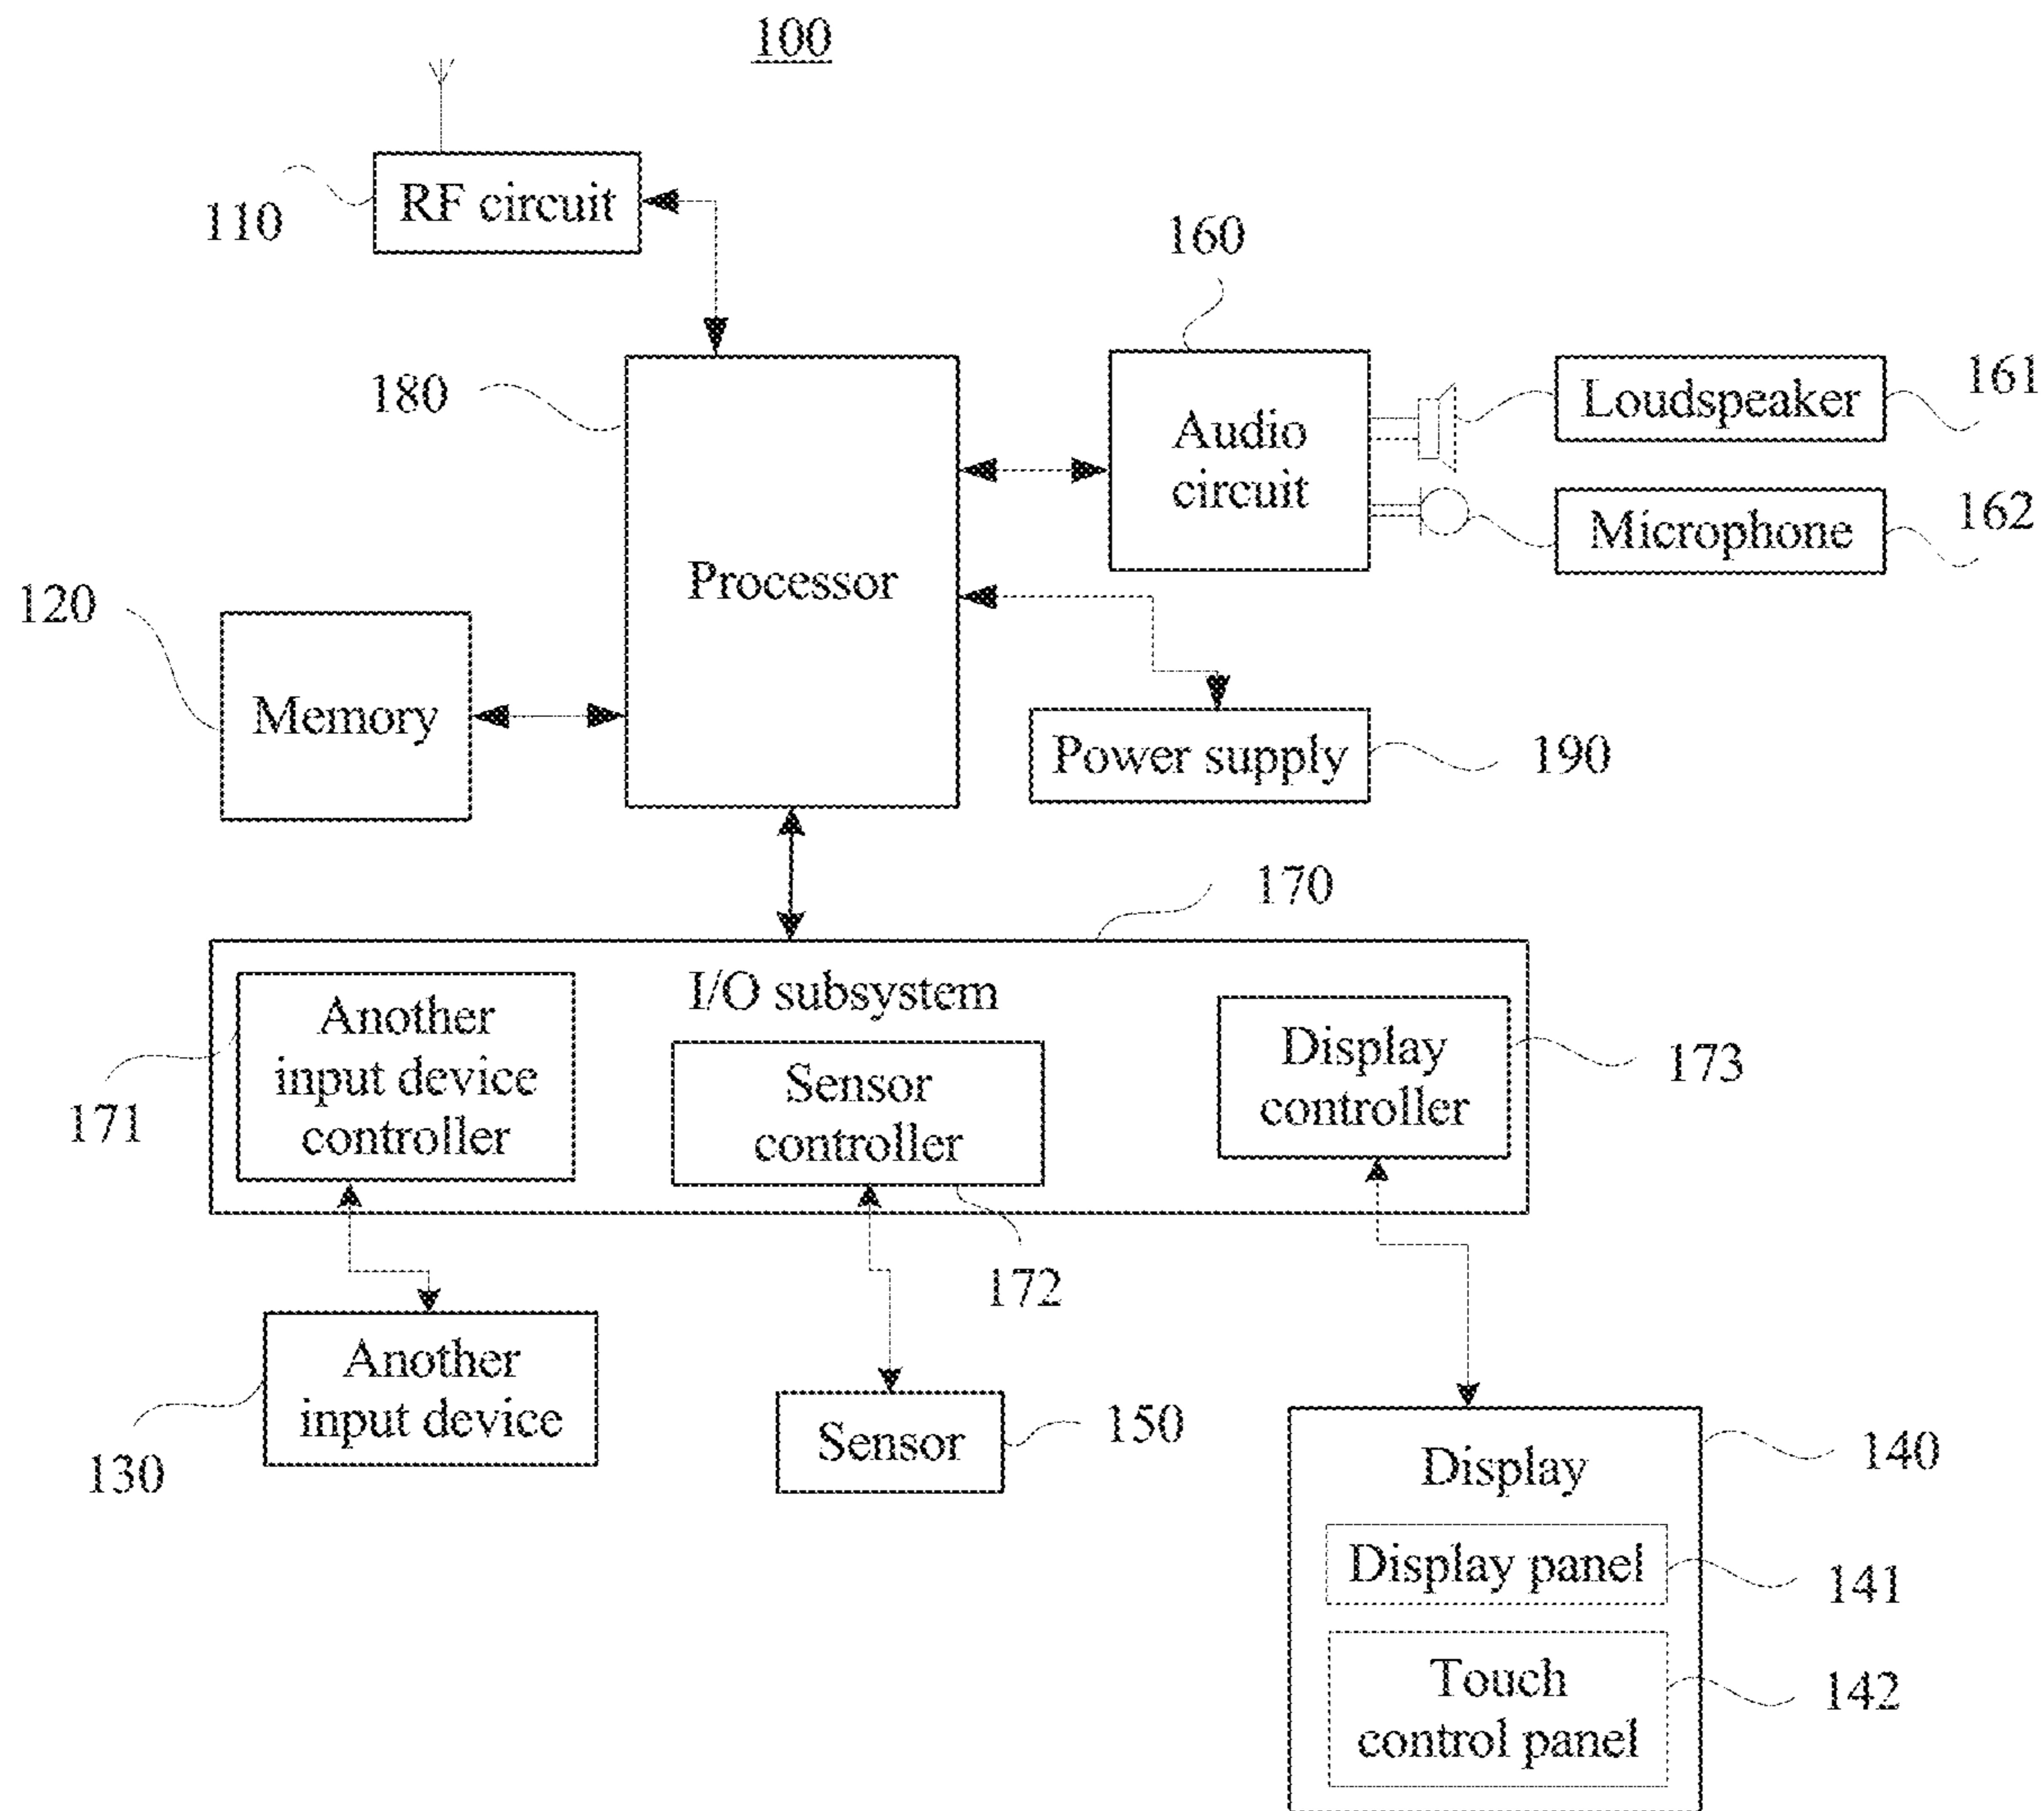 100
110
RF circuit
160
180
Processor
Audio
circuit
Loudspeaker
161
Microphone
162
120
Memory
Power supply
190
170
I/O subsystem
171
Another
input device
controller
Sensor
controller
172
Display
controller
173
Another
input device
130
Sensor
150
Display
140
Display panel
141
Touch
control panel
142